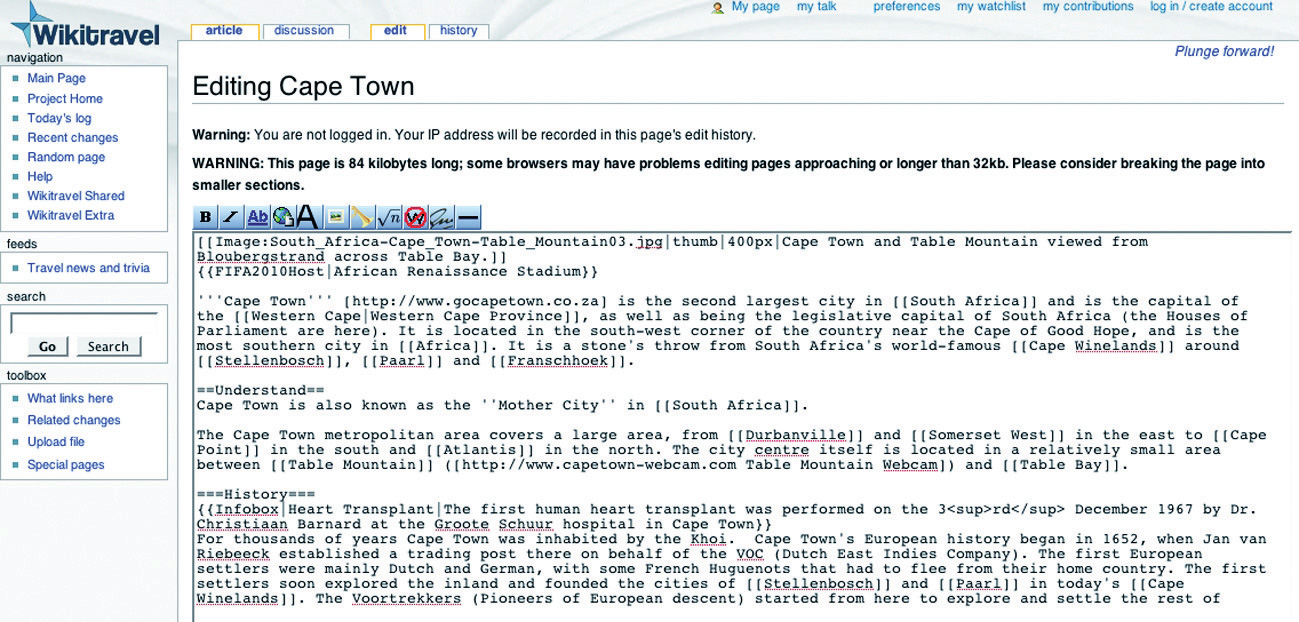 My page my talk preferences my watchlist my contributions log in / create account
Wikitravel
article discussion edit history
Plunge forward!
navigation
Main Page
Project Home
Today's log
Recent changes
Random page
Help
Wikitravel Shared
Wikitravel Extra
feeds
Travel news and trivia
search
Go Search
toolbox
What links here
Related changes
Upload file
Special pages
Editing Cape Town
Warning: You are not logged in. Your IP address will be recorded in this page's edit history.
WARNING: This page is 84 kilobytes long; some browsers may have problems editing pages approaching or longer than 32kb. Please consider breaking the page into
smaller sections.
B I Ab A √n W
[[Image:South_Africa-Cape_Town-Table_Mountain03.jpg|thumb|400px|Cape Town and Table Mountain viewed from
Bloubergstrand across Table Bay.]]
{{FIFA2010Host|African Renaissance Stadium}}
'''Cape Town''' [http://www.gocapetown.co.za] is the second largest city in [[South Africa]] and is the capital of
the [[Western Cape|Western Cape Province]], as well as being the legislative capital of South Africa (the Houses of
Parliament are here). It is located in the south-west corner of the country near the Cape of Good Hope, and is the
most southern city in [[Africa]]. It is a stone's throw from South Africa's world-famous [[Cape Winelands]] around
[[Stellenbosch]], [[Paarl]] and [[Franschhoek]].
==Understand==
Cape Town is also known as the ''Mother City'' in [[South Africa]].
The Cape Town metropolitan area covers a large area, from [[Durbanville]] and [[Somerset West]] in the east to [[Cape
Point]] in the south and [[Atlantis]] in the north. The city centre itself is located in a relatively small area
between [[Table Mountain]] ([http://www.capetown-webcam.com Table Mountain Webcam]) and [[Table Bay]].
===History===
{{Infobox|Heart Transplant|The first human heart transplant was performed on the 3<sup>rd</sup> December 1967 by Dr.
Christiaan Barnard at the Groote Schuur hospital in Cape Town}}
For thousands of years Cape Town was inhabited by the Khoi.  Cape Town's European history began in 1652, when Jan van
Riebeeck established a trading post there on behalf of the VOC (Dutch East Indies Company). The first European
settlers were mainly Dutch and German, with some French Huguenots that had to flee from their home country. The first
settlers soon explored the inland and founded the cities of [[Stellenbosch]] and [[Paarl]] in today's [[Cape
Winelands]]. The Voortrekkers (Pioneers of European descent) started from here to explore and settle the rest of